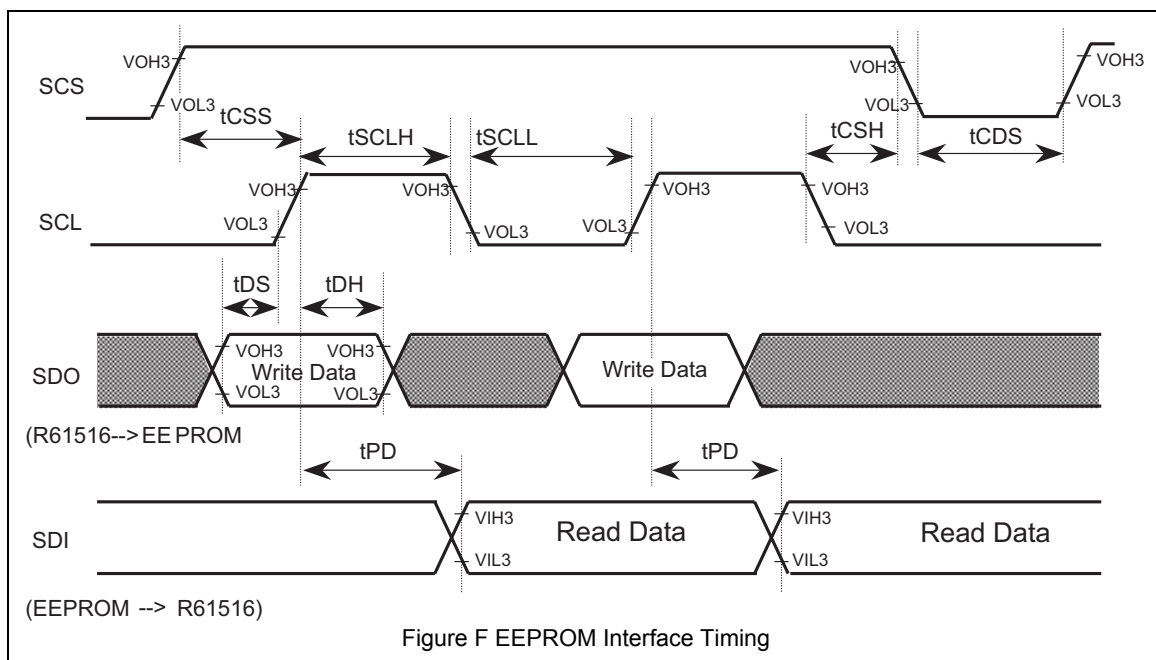 VOH3
VOH3
VOH3
SCS
VOL3
VOL3
VOL3
tCSS
tSCLH
tSCLL
tCSH
tCDS
VOH3
VOH3
VOH3
VOH3
SCL
VOL3
VOL3
VOL3
VOL3
tDS
tDH
VOH3
VOH3
SDO
Write Data
Write Data
VOL3
VOL3
(R61516-->EE PROM
tPD
tPD
VIH3
VIH3
SDI
Read Data
Read Data
VIL3
VIL3
(EEPROM --> R61516)
Figure F EEPROM Interface Timing